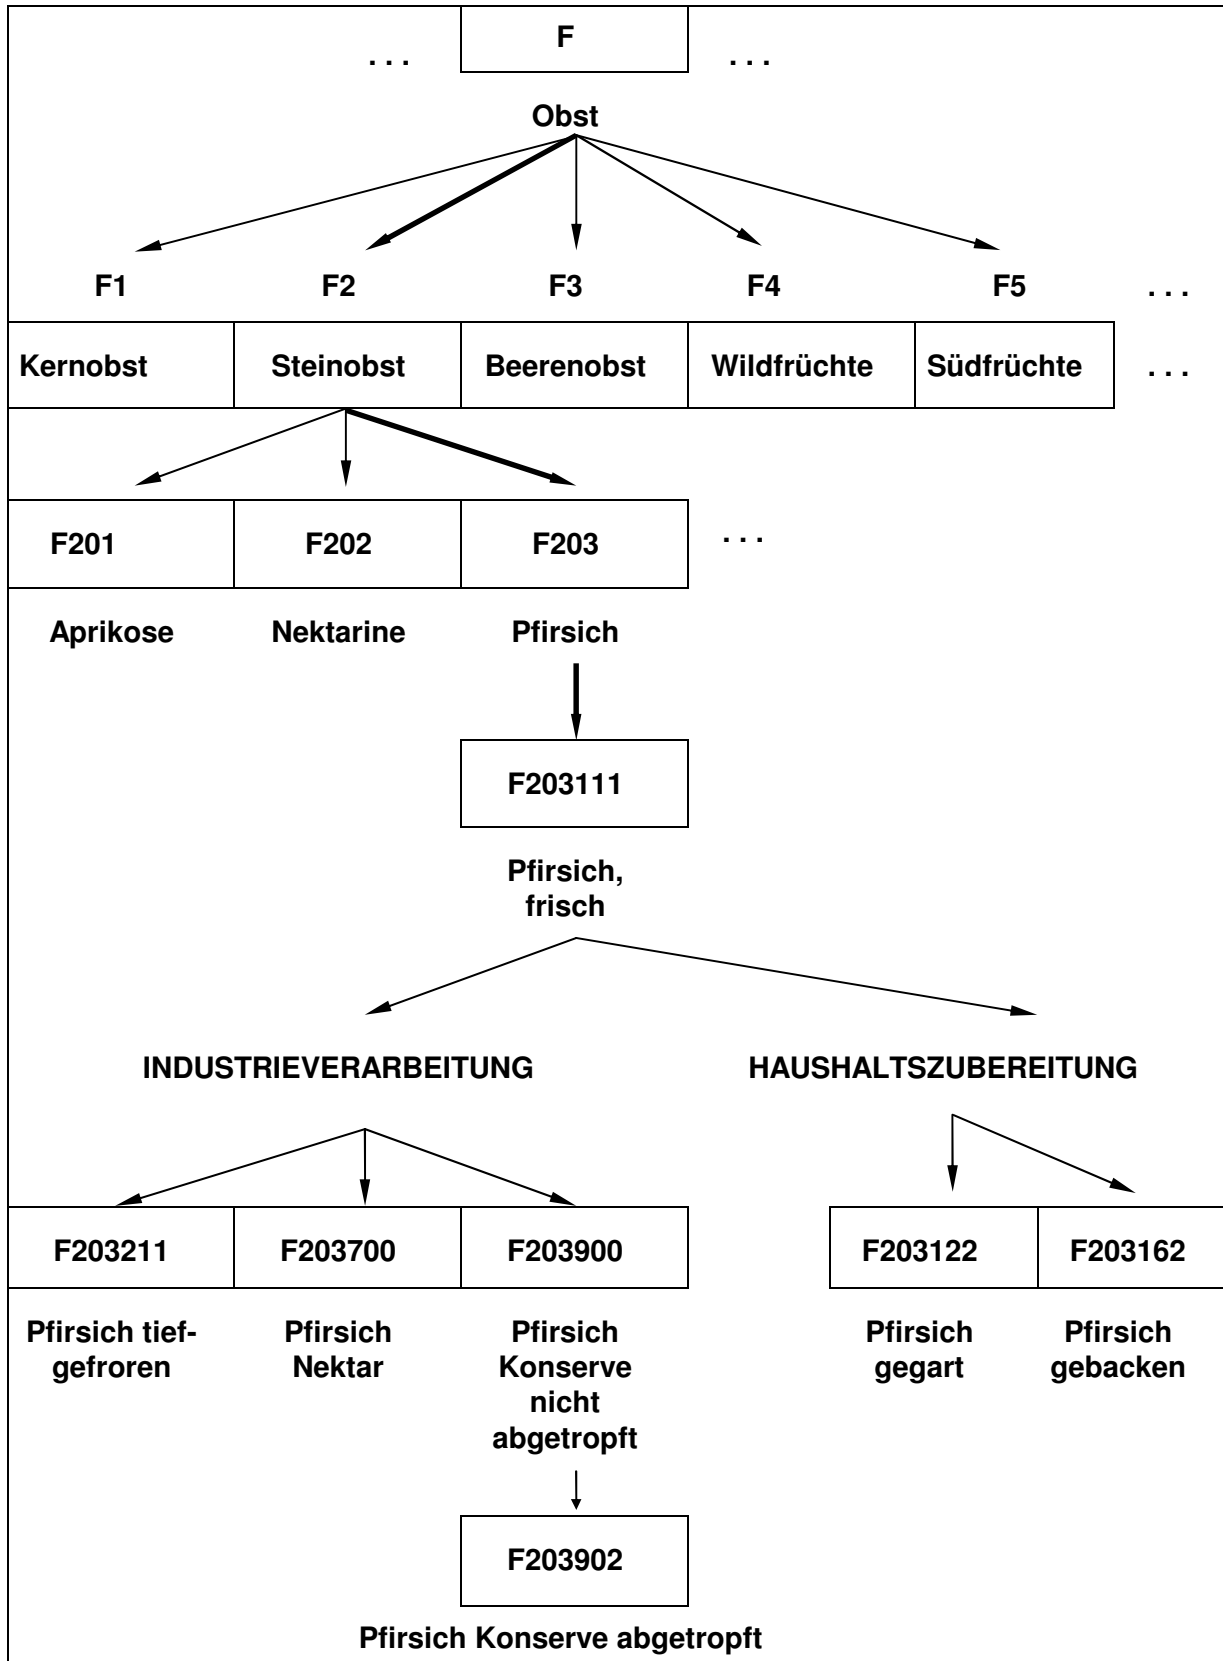 F
. . .
. . .
Obst
F1 F2 F3 F4 F5 . . .
Kernobst Steinobst Beerenobst Wildfrüchte Südfrüchte . . .
F201 F202 F203 . . .
Aprikose Nektarine Pfirsich
F203111
Pfirsich,
frisch
INDUSTRIEVERARBEITUNG HAUSHALTSZUBEREITUNG
F203211 F203700 F203900 F203122 F203162
Pfirsich tief-
gefroren
Pfirsich
Nektar
Pfirsich
Konserve
nicht
abgetropft
Pfirsich
gegart
Pfirsich
gebacken
F203902
Pfirsich Konserve abgetropft